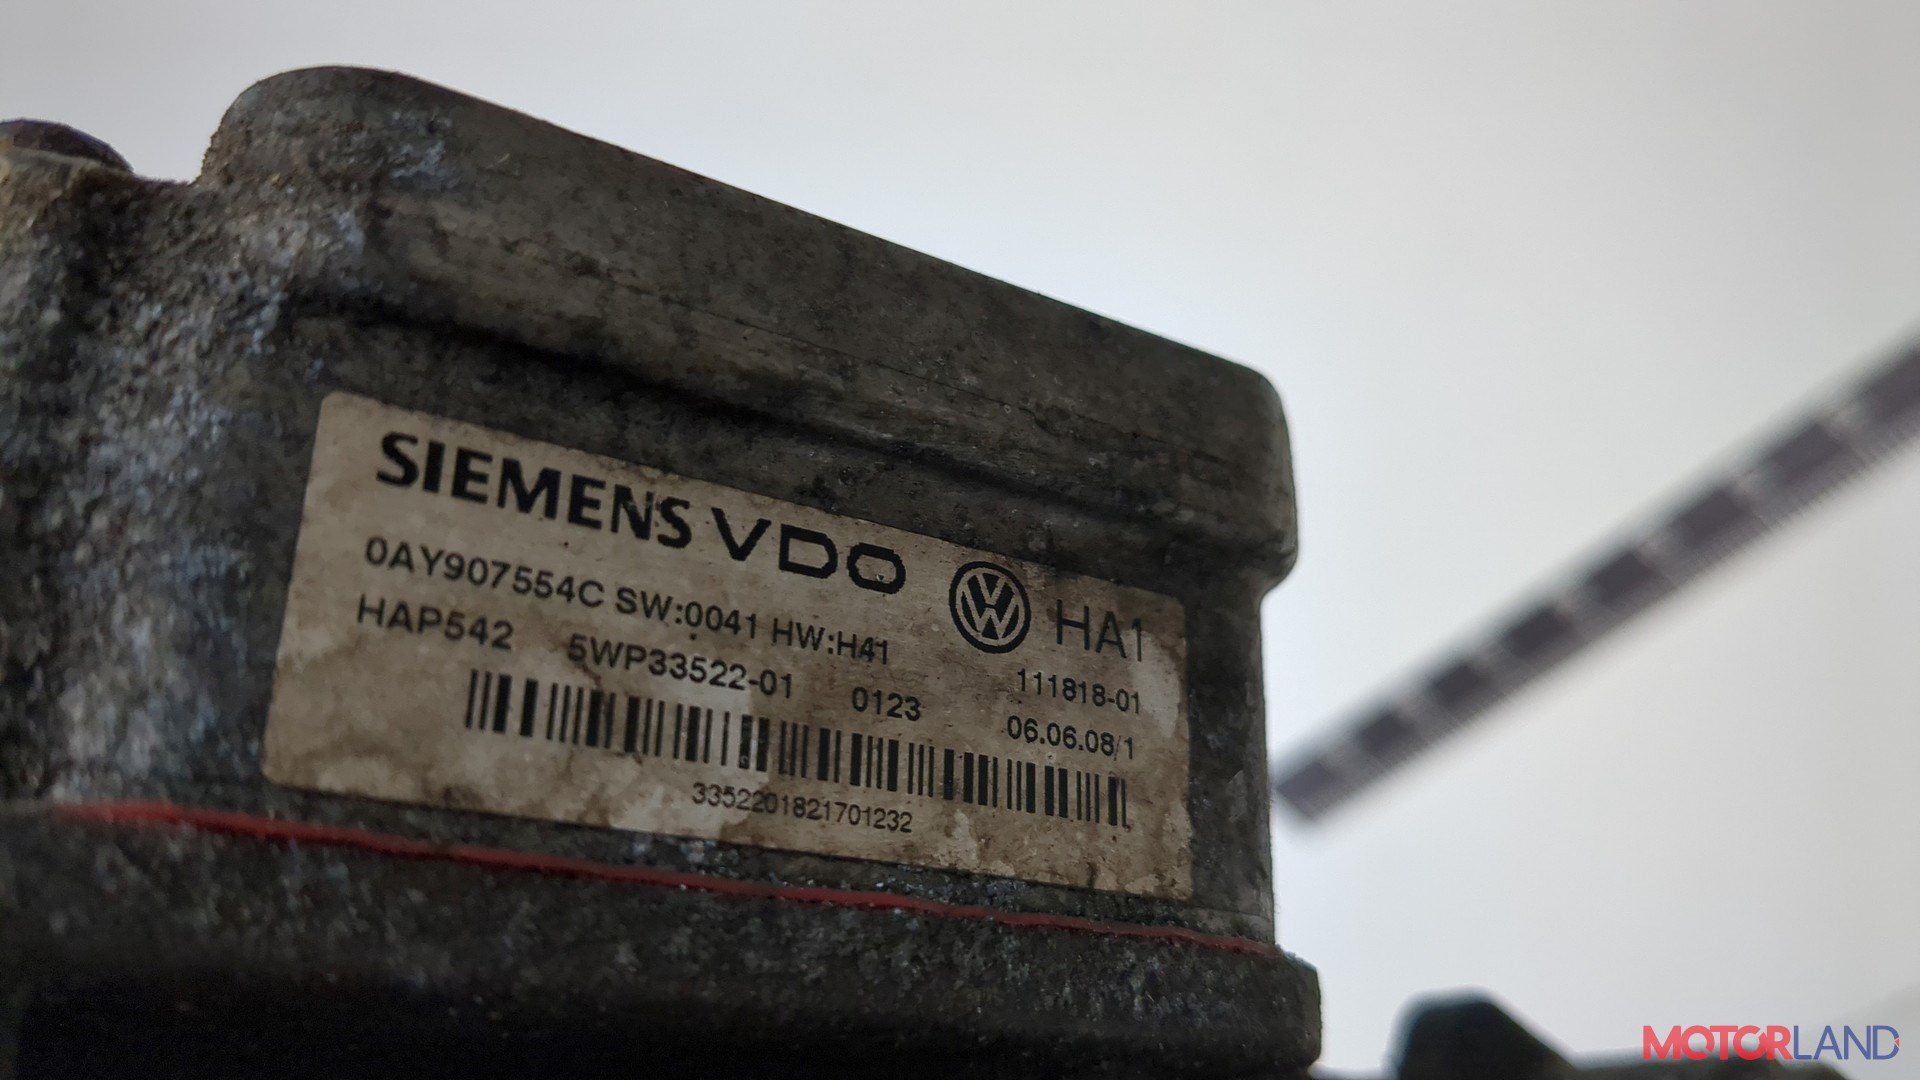 SIEMENS VDO
0AY907554C SW:0041 HW:H41
HA1
HAP542 5WP33522-01 0123
111818-01
06.06.08/1
3352201821701232
MOTORLAND